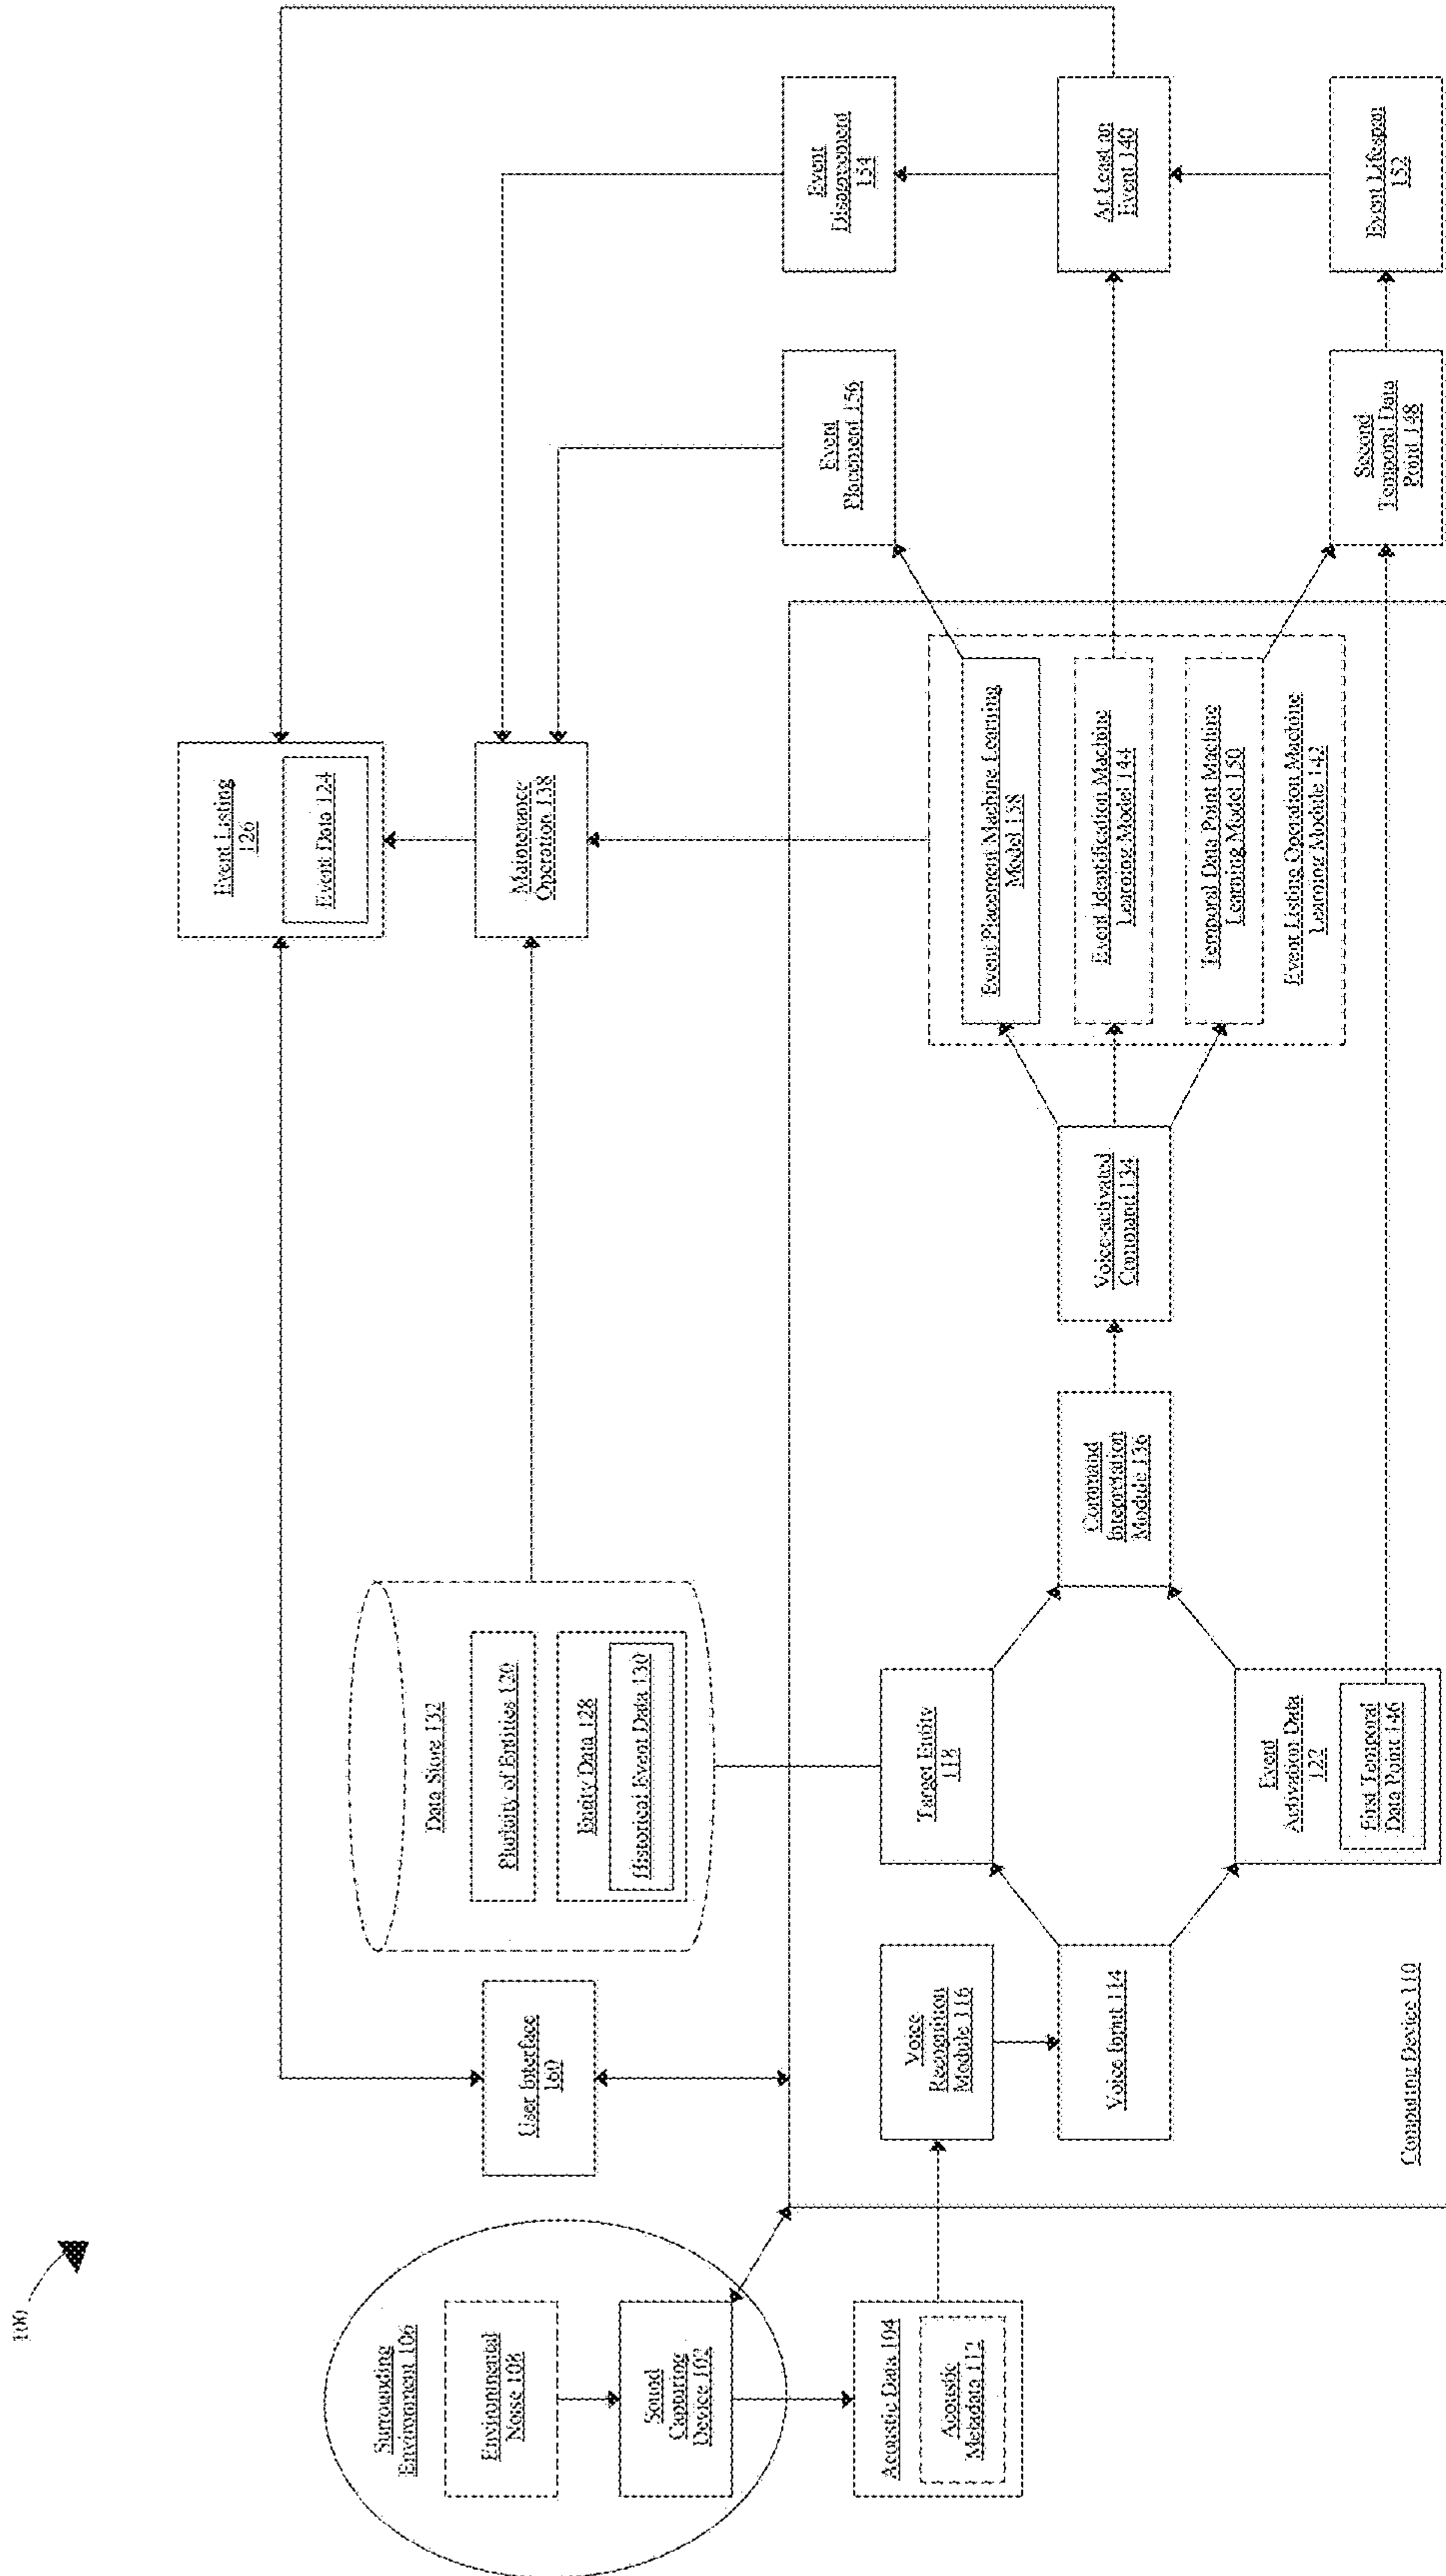 100
Surrounding
Environment 106
Environmental
Noise 108
Sound
Capturing
Device 102
Acoustic Data 104
Acoustic
Metadata 112
User Interface
160
Voice
Recognition
Module 116
Voice Input 114
Computing Device 110
Data Store 132
Plurality of Entities 120
Entity Data 128
Historical Event Data 130
Target Entity
118
Event
Activation Data
122
First Temporal
Data Point 146
Command
Intepretation
Module 136
Voice-activated
Command 134
Event Listing
126
Event Data 124
Maintenance
Operation 138
Event Placement Machine Learning
Model 158
Event Identification Machine
Learning Model 144
Temporal Data Point Machine
Learning Model 150
Event Listing Operation Machine
Learning Module 142
Event
Placement 156
Second
Temporal Data
Point 148
Event
Disagreement
154
At Least an
Event 140
Event Lifespan
152